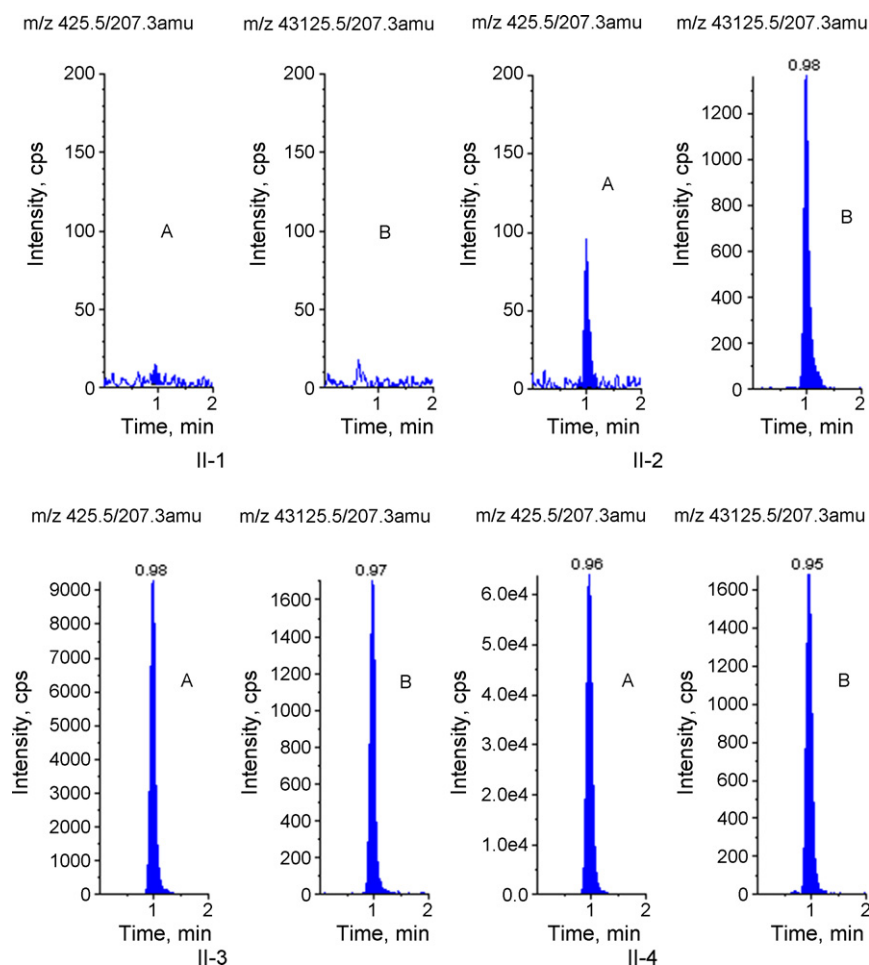 m/z 425.5/207.3amu
m/z 43125.5/207.3amu
m/z 425.5/207.3amu
m/z 43125.5/207.3amu
Intensity, cps
200
150
100
50
0
A
1
2
Time, min
Intensity, cps
200
150
100
50
0
B
1
2
Time, min
II-1
Intensity, cps
200
150
100
50
0
A
1
2
Time, min
Intensity, cps
0.98
1200
1000
800
600
400
200
0
B
1
2
Time, min
II-2
m/z 425.5/207.3amu
m/z 43125.5/207.3amu
m/z 425.5/207.3amu
m/z 43125.5/207.3amu
Intensity, cps
0.98
9000
8000
7000
6000
5000
4000
3000
2000
1000
0
A
1
2
Time, min
Intensity, cps
0.97
1600
1400
1200
1000
800
600
400
200
0
B
1
2
Time, min
II-3
Intensity, cps
0.96
6.0e4
5.0e4
4.0e4
3.0e4
2.0e4
1.0e4
0.0
A
1
2
Time, min
Intensity, cps
0.95
1600
1400
1200
1000
800
600
400
200
0
B
1
2
Time, min
II-4